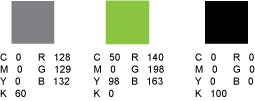 C 0 R 128
M 0 G 129
Y 0 B 132
K 60
C 50 R 140
M 0 G 198
Y 98 B 163
K 0
C 0 R 0
M 0 G 0
Y 0 B 0
K 100